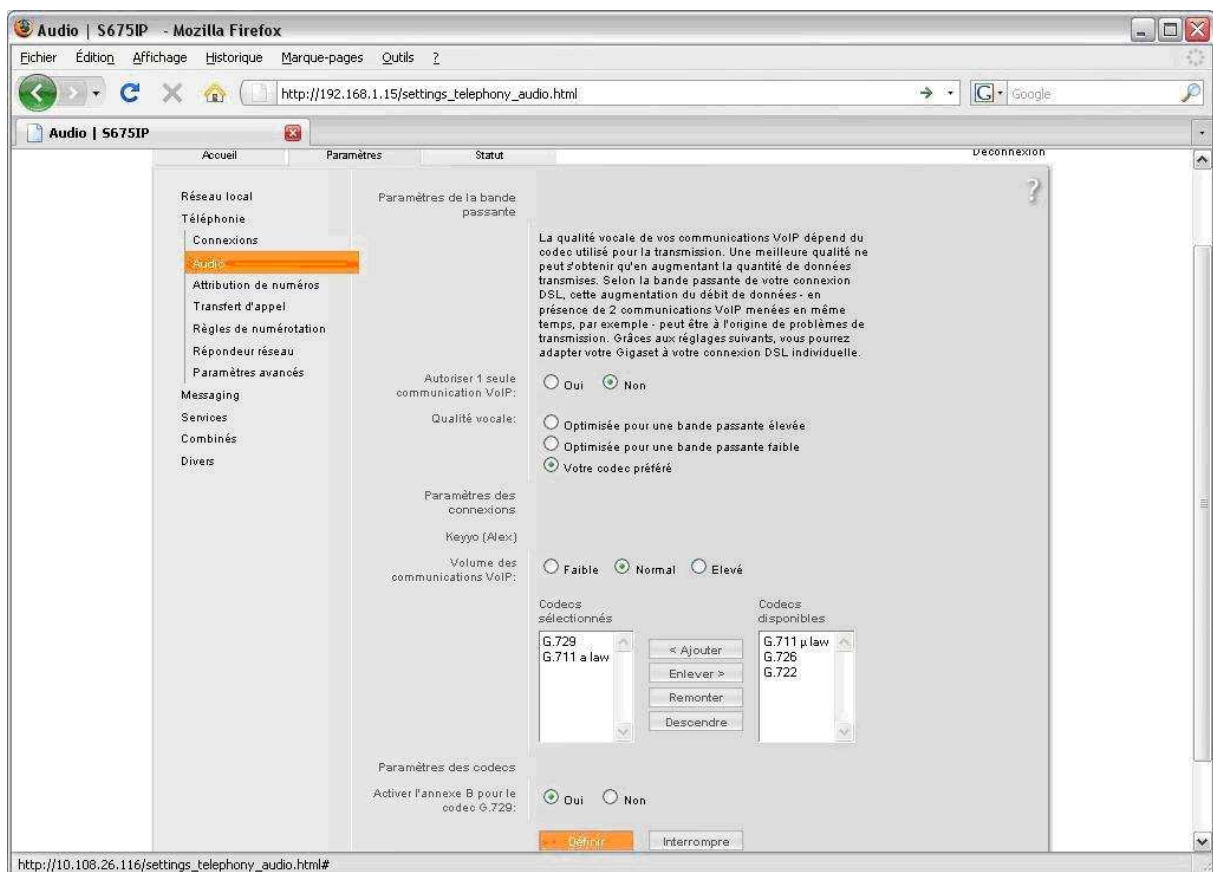 Audio | S675IP - Mozilla Firefox
Fichier Édition Affichage Historique Marque-pages Outils ?
http://192.168.1.15/settings_telephony_audio.html
G Google
Audio | S675IP
Accueil Paramètres Statut Déconnexion
Réseau local
Téléphonie
Connexions
Audio
Attribution de numéros
Transfert d'appel
Règles de numérotation
Répondeur réseau
Paramètres avancés
Messaging
Services
Combinés
Divers
?
Paramètres de la bande
passante
La qualité vocale de vos communications VoIP dépend du
codec utilisé pour la transmission. Une meilleure qualité ne
peut s'obtenir qu'en augmentant la quantité de données
transmises. Selon la bande passante de votre connexion
DSL, cette augmentation du débit de données - en
présence de 2 communications VoIP menées en même
temps, par exemple - peut être à l'origine de problèmes de
transmission. Grâces aux réglages suivants, vous pourrez
adapter votre Gigaset à votre connexion DSL individuelle.
Autoriser 1 seule
communication VoIP:
Oui Non
Qualité vocale:
Optimisée pour une bande passante élevée
Optimisée pour une bande passante faible
Votre codec préféré
Paramètres des
connexions
Keyyo (Alex)
Volume des
communications VoIP:
Faible Normal Elevé
Codecs
sélectionnés
G.729
G.711 a law
< Ajouter
Enlever >
Remonter
Descendre
Codecs
disponibles
G.711 µ law
G.726
G.722
Paramètres des codecs
Activer l'annexe B pour le
codec G.729:
Oui Non
Définir Interrompre
http://10.108.26.116/settings_telephony_audio.html#